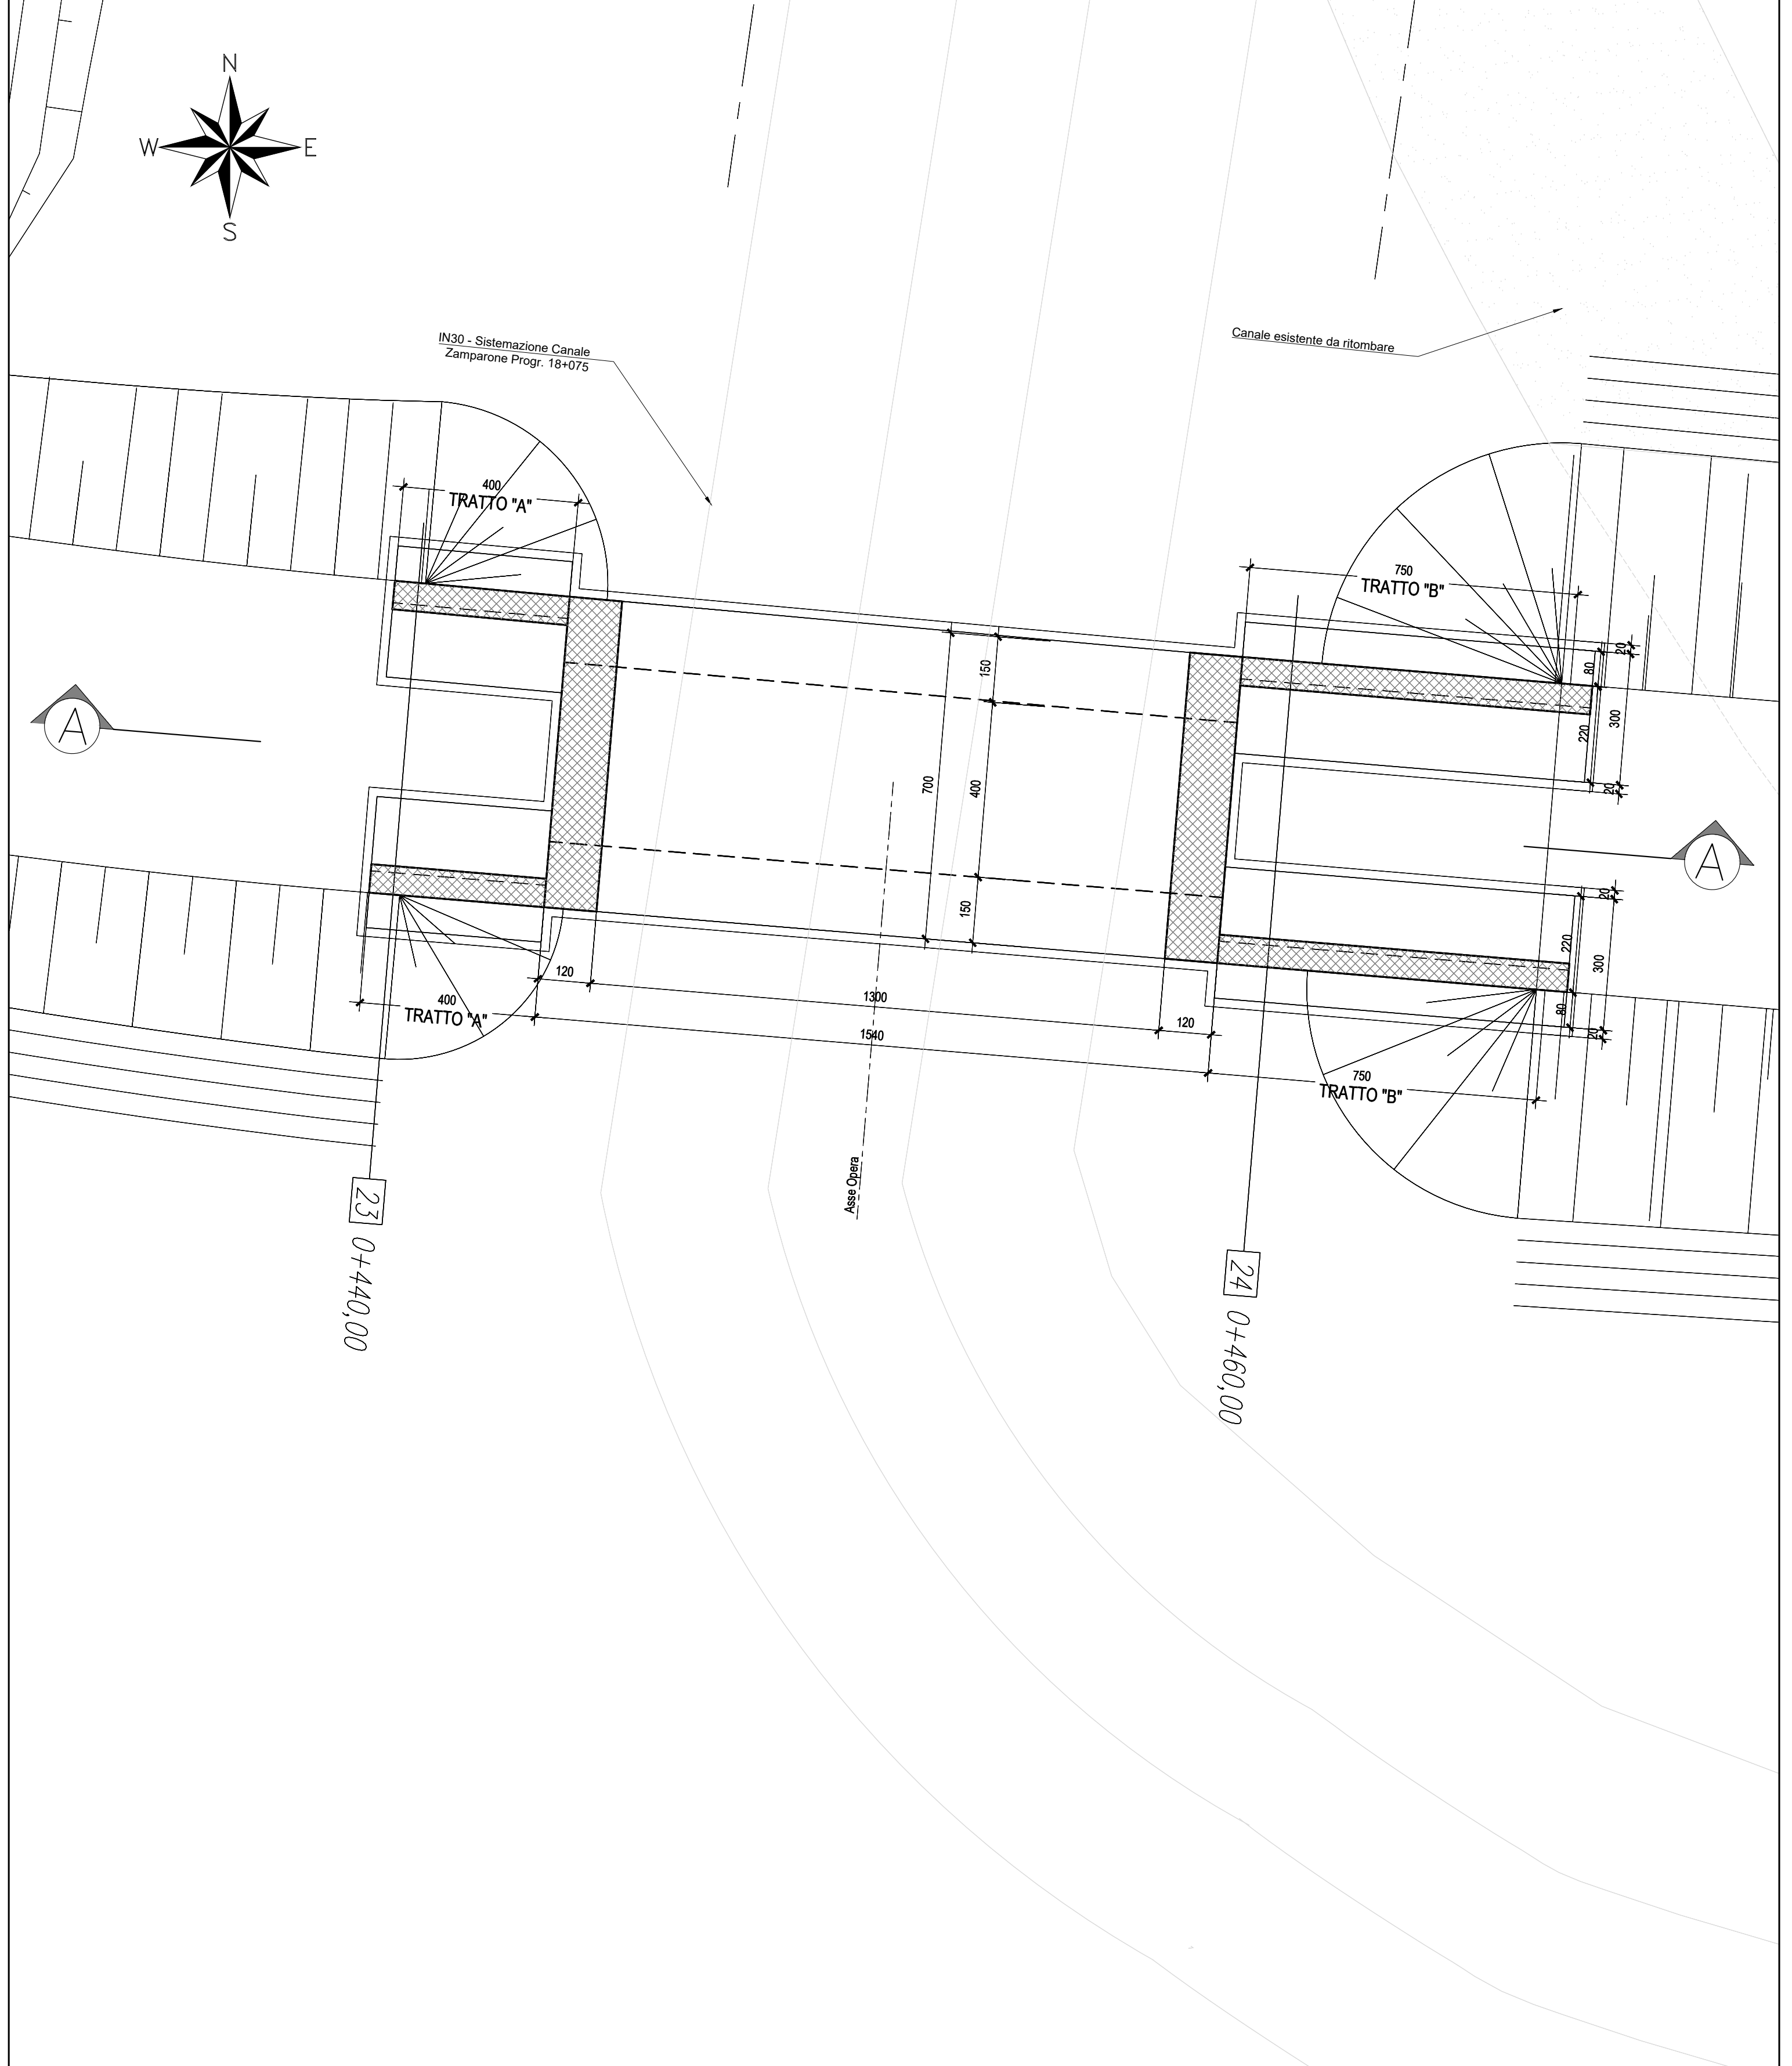 N
W
E
S
IN30 - Sistemazione Canale
Zamparone Progr. 18+075
Canale esistente da ritombare
400
TRATTO "A"
750
TRATTO "B"
20
80
300
220
20
150
700
400
150
A
A
20
220
300
80
20
120
1300
120
1540
400
TRATTO "A"
750
TRATTO "B"
Asse Opera
23 0+440,00
24 0+460,00